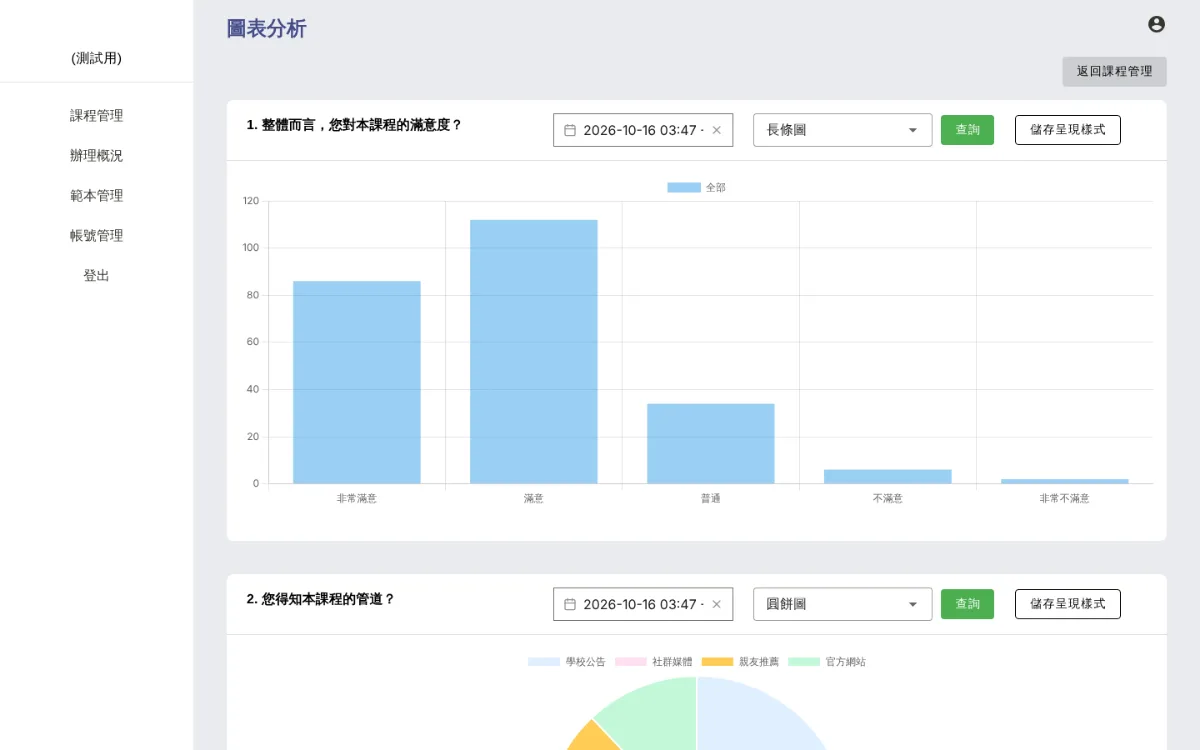 圖表分析
(測試用)
返回課程管理
課程管理
辦理概況
範本管理
帳號管理
登出
1. 整體而言，您對本課程的滿意度？
2026-10-16 03:47 -
長條圖
查詢
儲存呈現樣式
全部
120
100
80
60
40
20
0
非常滿意
滿意
普通
不滿意
非常不滿意
2. 您得知本課程的管道？
2026-10-16 03:47 -
圓餅圖
查詢
儲存呈現樣式
學校公告
社群媒體
親友推薦
官方網站